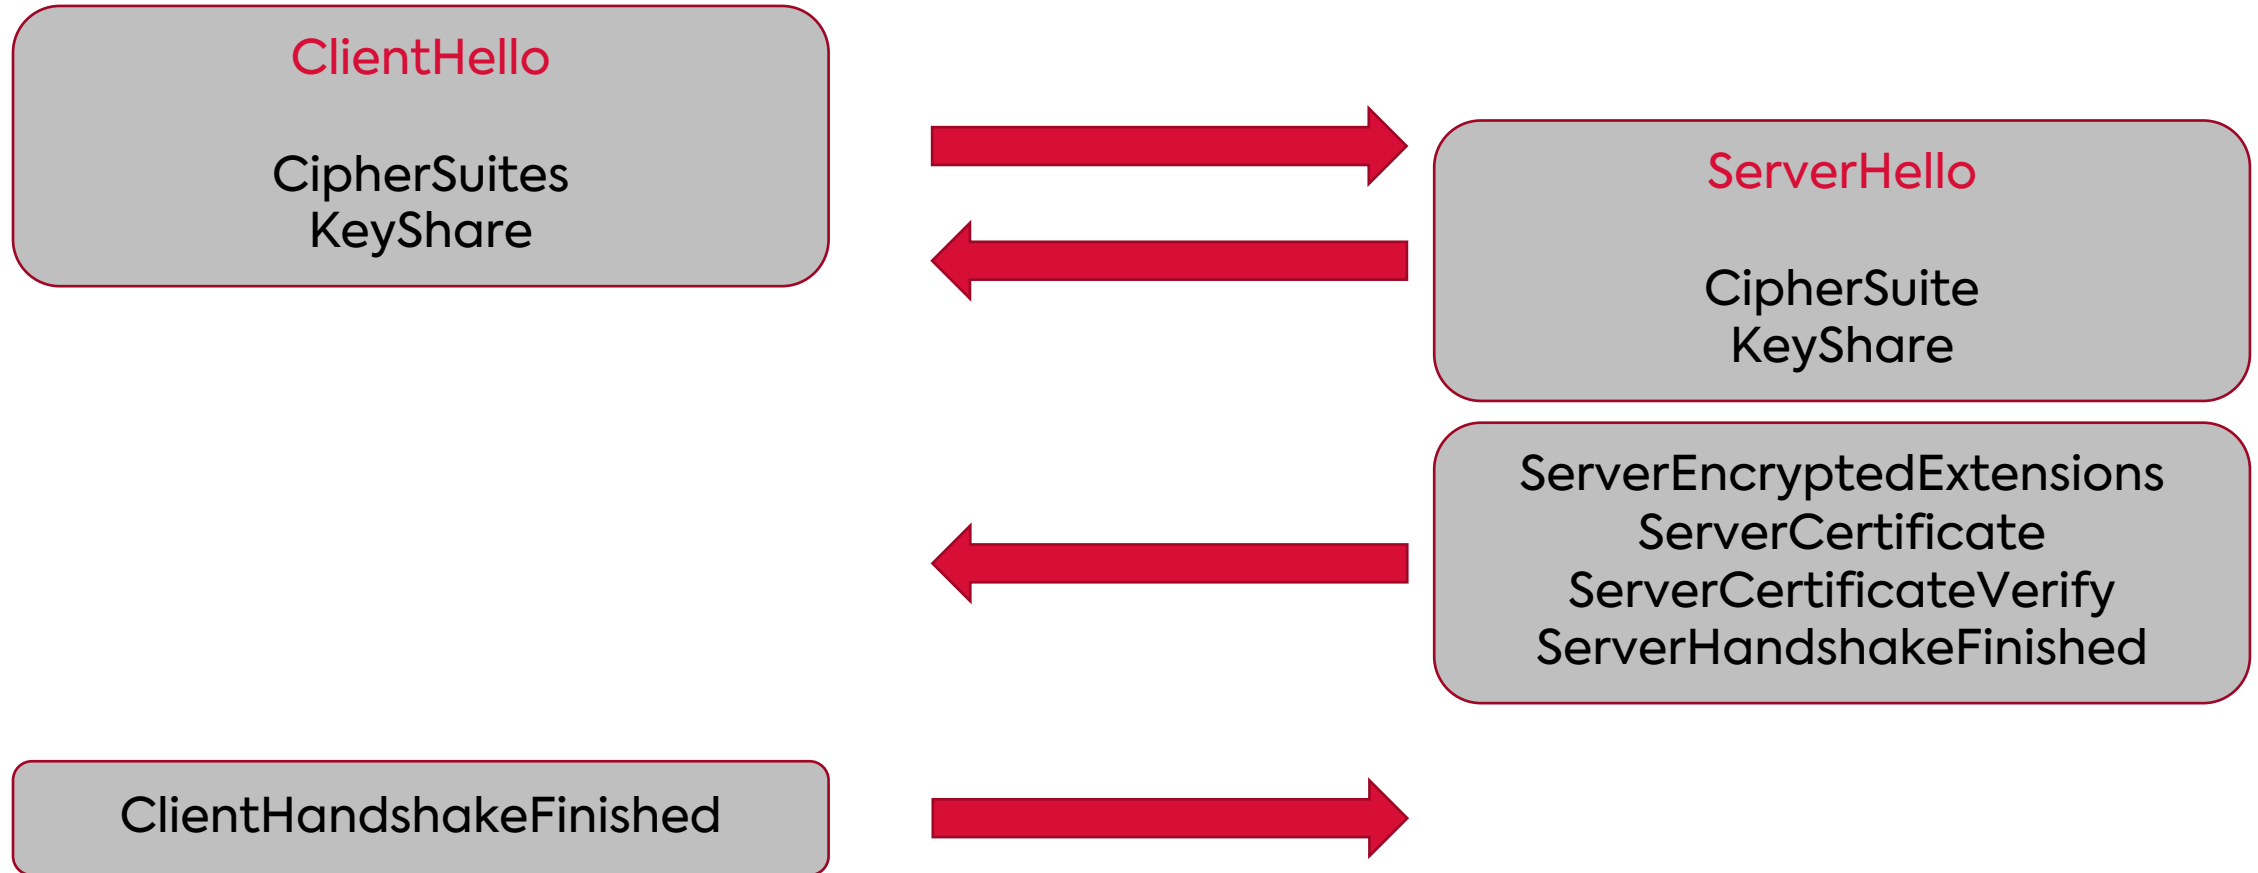 ClientHello
CipherSuites
KeyShare
ServerHello
CipherSuite
KeyShare
ServerEncryptedExtensions
ServerCertificate
ServerCertificateVerify
ServerHandshakeFinished
ClientHandshakeFinished